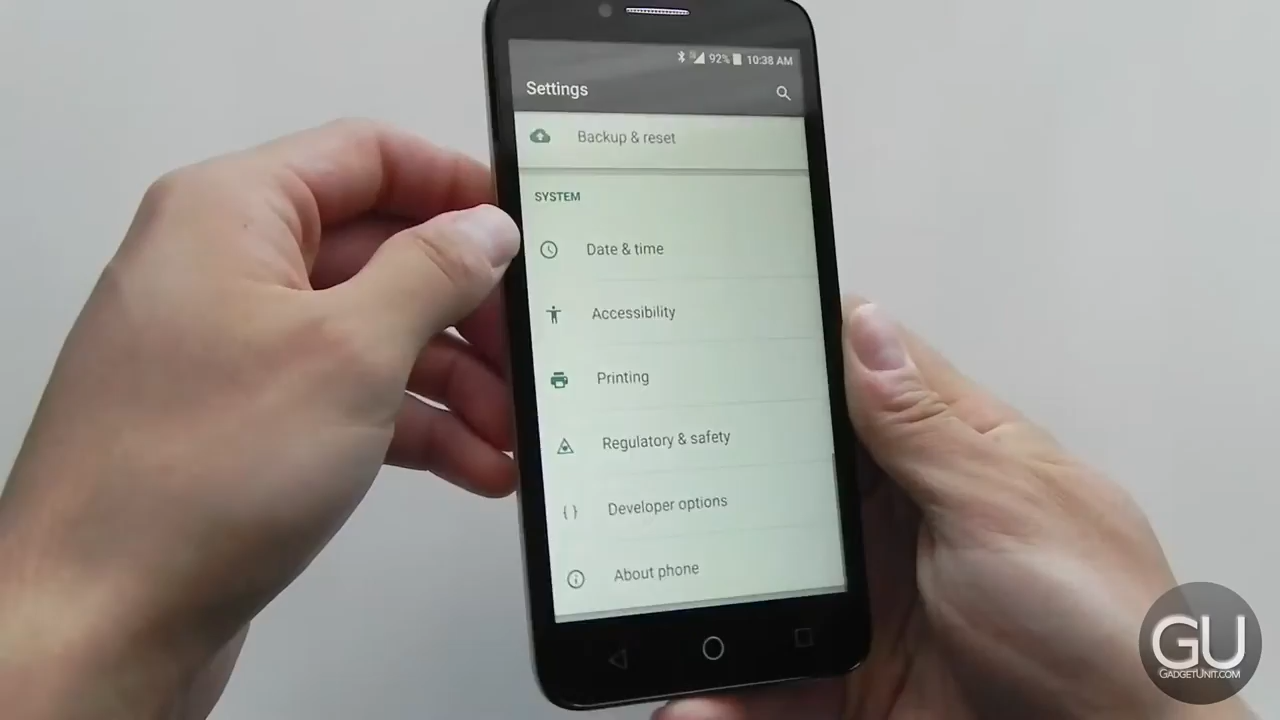 92% 10:38 AM
Settings
Backup & reset
SYSTEM
Date & time
Accessibility
Printing
Regulatory & safety
{ } Developer options
About phone
GU
GADGETUNIT.COM